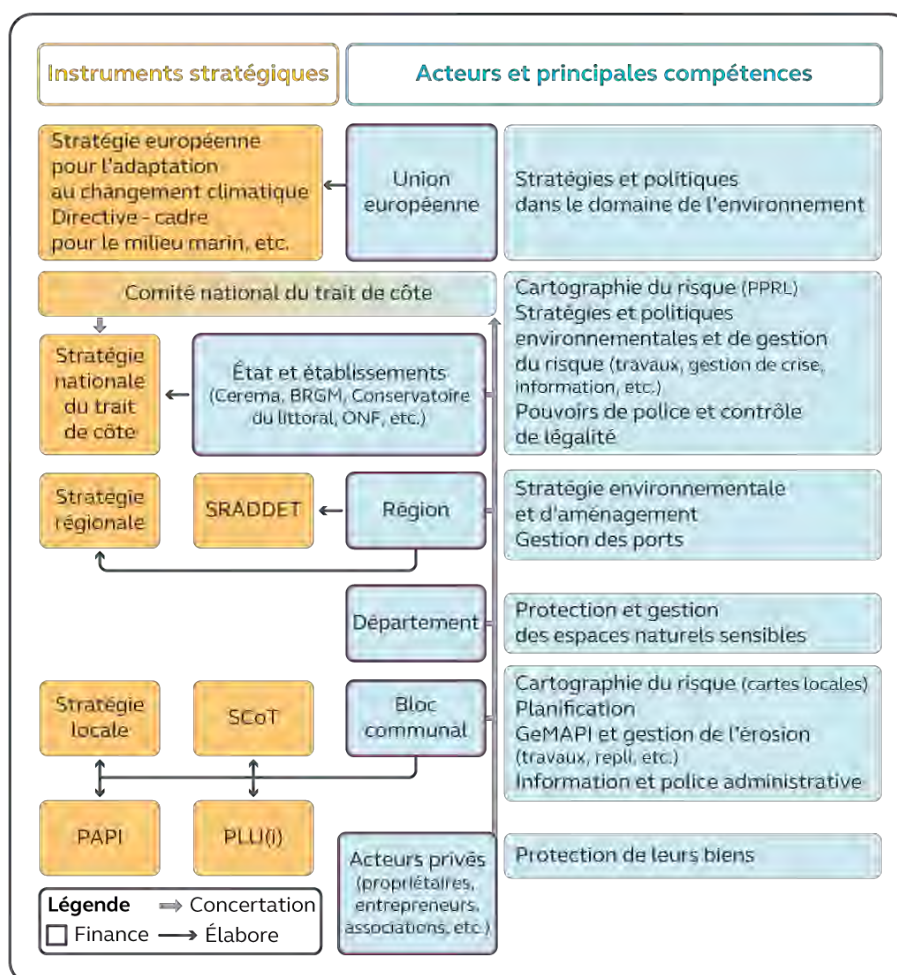 Instruments stratégiques
Acteurs et principales compétences
Stratégie européenne
pour l'adaptation
au changement climatique
Directive - cadre
pour le milieu marin, etc.
Union
européenne
Stratégies et politiques
dans le domaine de l'environnement
Comité national du trait de côte
Stratégie
nationale
du trait
de côte
État et établissements
(Cerema, BRGM, Conservatoire
du littoral, ONF, etc.)
Cartographie du risque (PPRL)
Stratégies et politiques
environnementales et de gestion
du risque (travaux, gestion de crise,
information, etc.)
Pouvoirs de police et contrôle
de légalité
Stratégie
régionale
SRADDET
Région
Stratégie environnementale
et d'aménagement
Gestion des ports
Département
Protection et gestion
des espaces naturels sensibles
Stratégie
locale
SCoT
Bloc
communal
Cartographie du risque (cartes locales)
Planification
GeMAPI et gestion de l'érosion
(travaux, repli, etc.)
Information et police administrative
PAPI
PLU(i)
Acteurs privés
(propriétaires,
entrepreneurs,
associations, etc.)
Protection de leurs biens
Légende
Concertation
Finance
Élabore